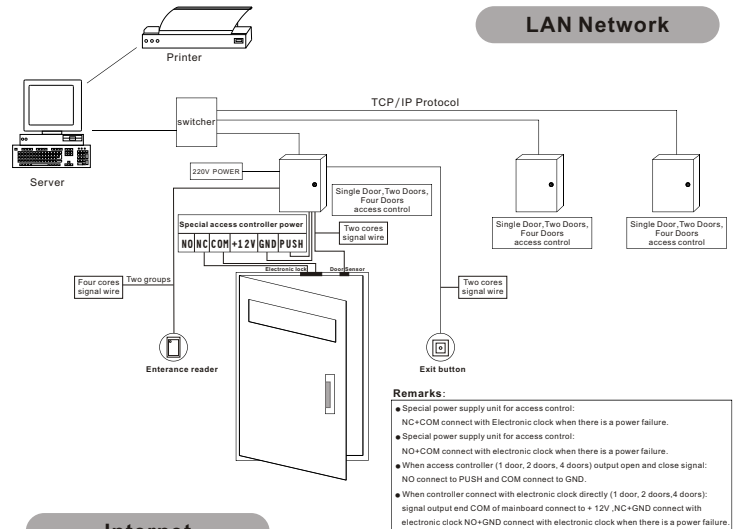 LAN Network
Printer
TCP/IP Protocol
switcher
Server
220V POWER
Single Door,Two Doors,
Four Doors
access control
Single Door,Two Doors,
Four Doors
access control
Single Door,Two Doors,
Four Doors
access control
Special access controller power
NO NC COM +12V GND PUSH
Two cores
signal wire
Electronic lock
Door Sensor
Four cores
signal wire
Two groups
Two cores
signal wire
Enterance reader
Exit button
Remarks:
● Special power supply unit for access control:
NC+COM connect with Electronic clock when there is a power failure.
● Special power supply unit for access control:
NO+COM connect with electronic clock when there is a power failure.
● When access controller (1 door, 2 doors, 4 doors) output open and close signal:
NO connect to PUSH and COM connect to GND.
● When controller connect with electronic clock directly (1 door, 2 doors,4 doors):
signal output end COM of mainboard connect to + 12V ,NC+GND connect with
electronic clock NO+GND connect with electronic clock when there is a power failure.
Internet